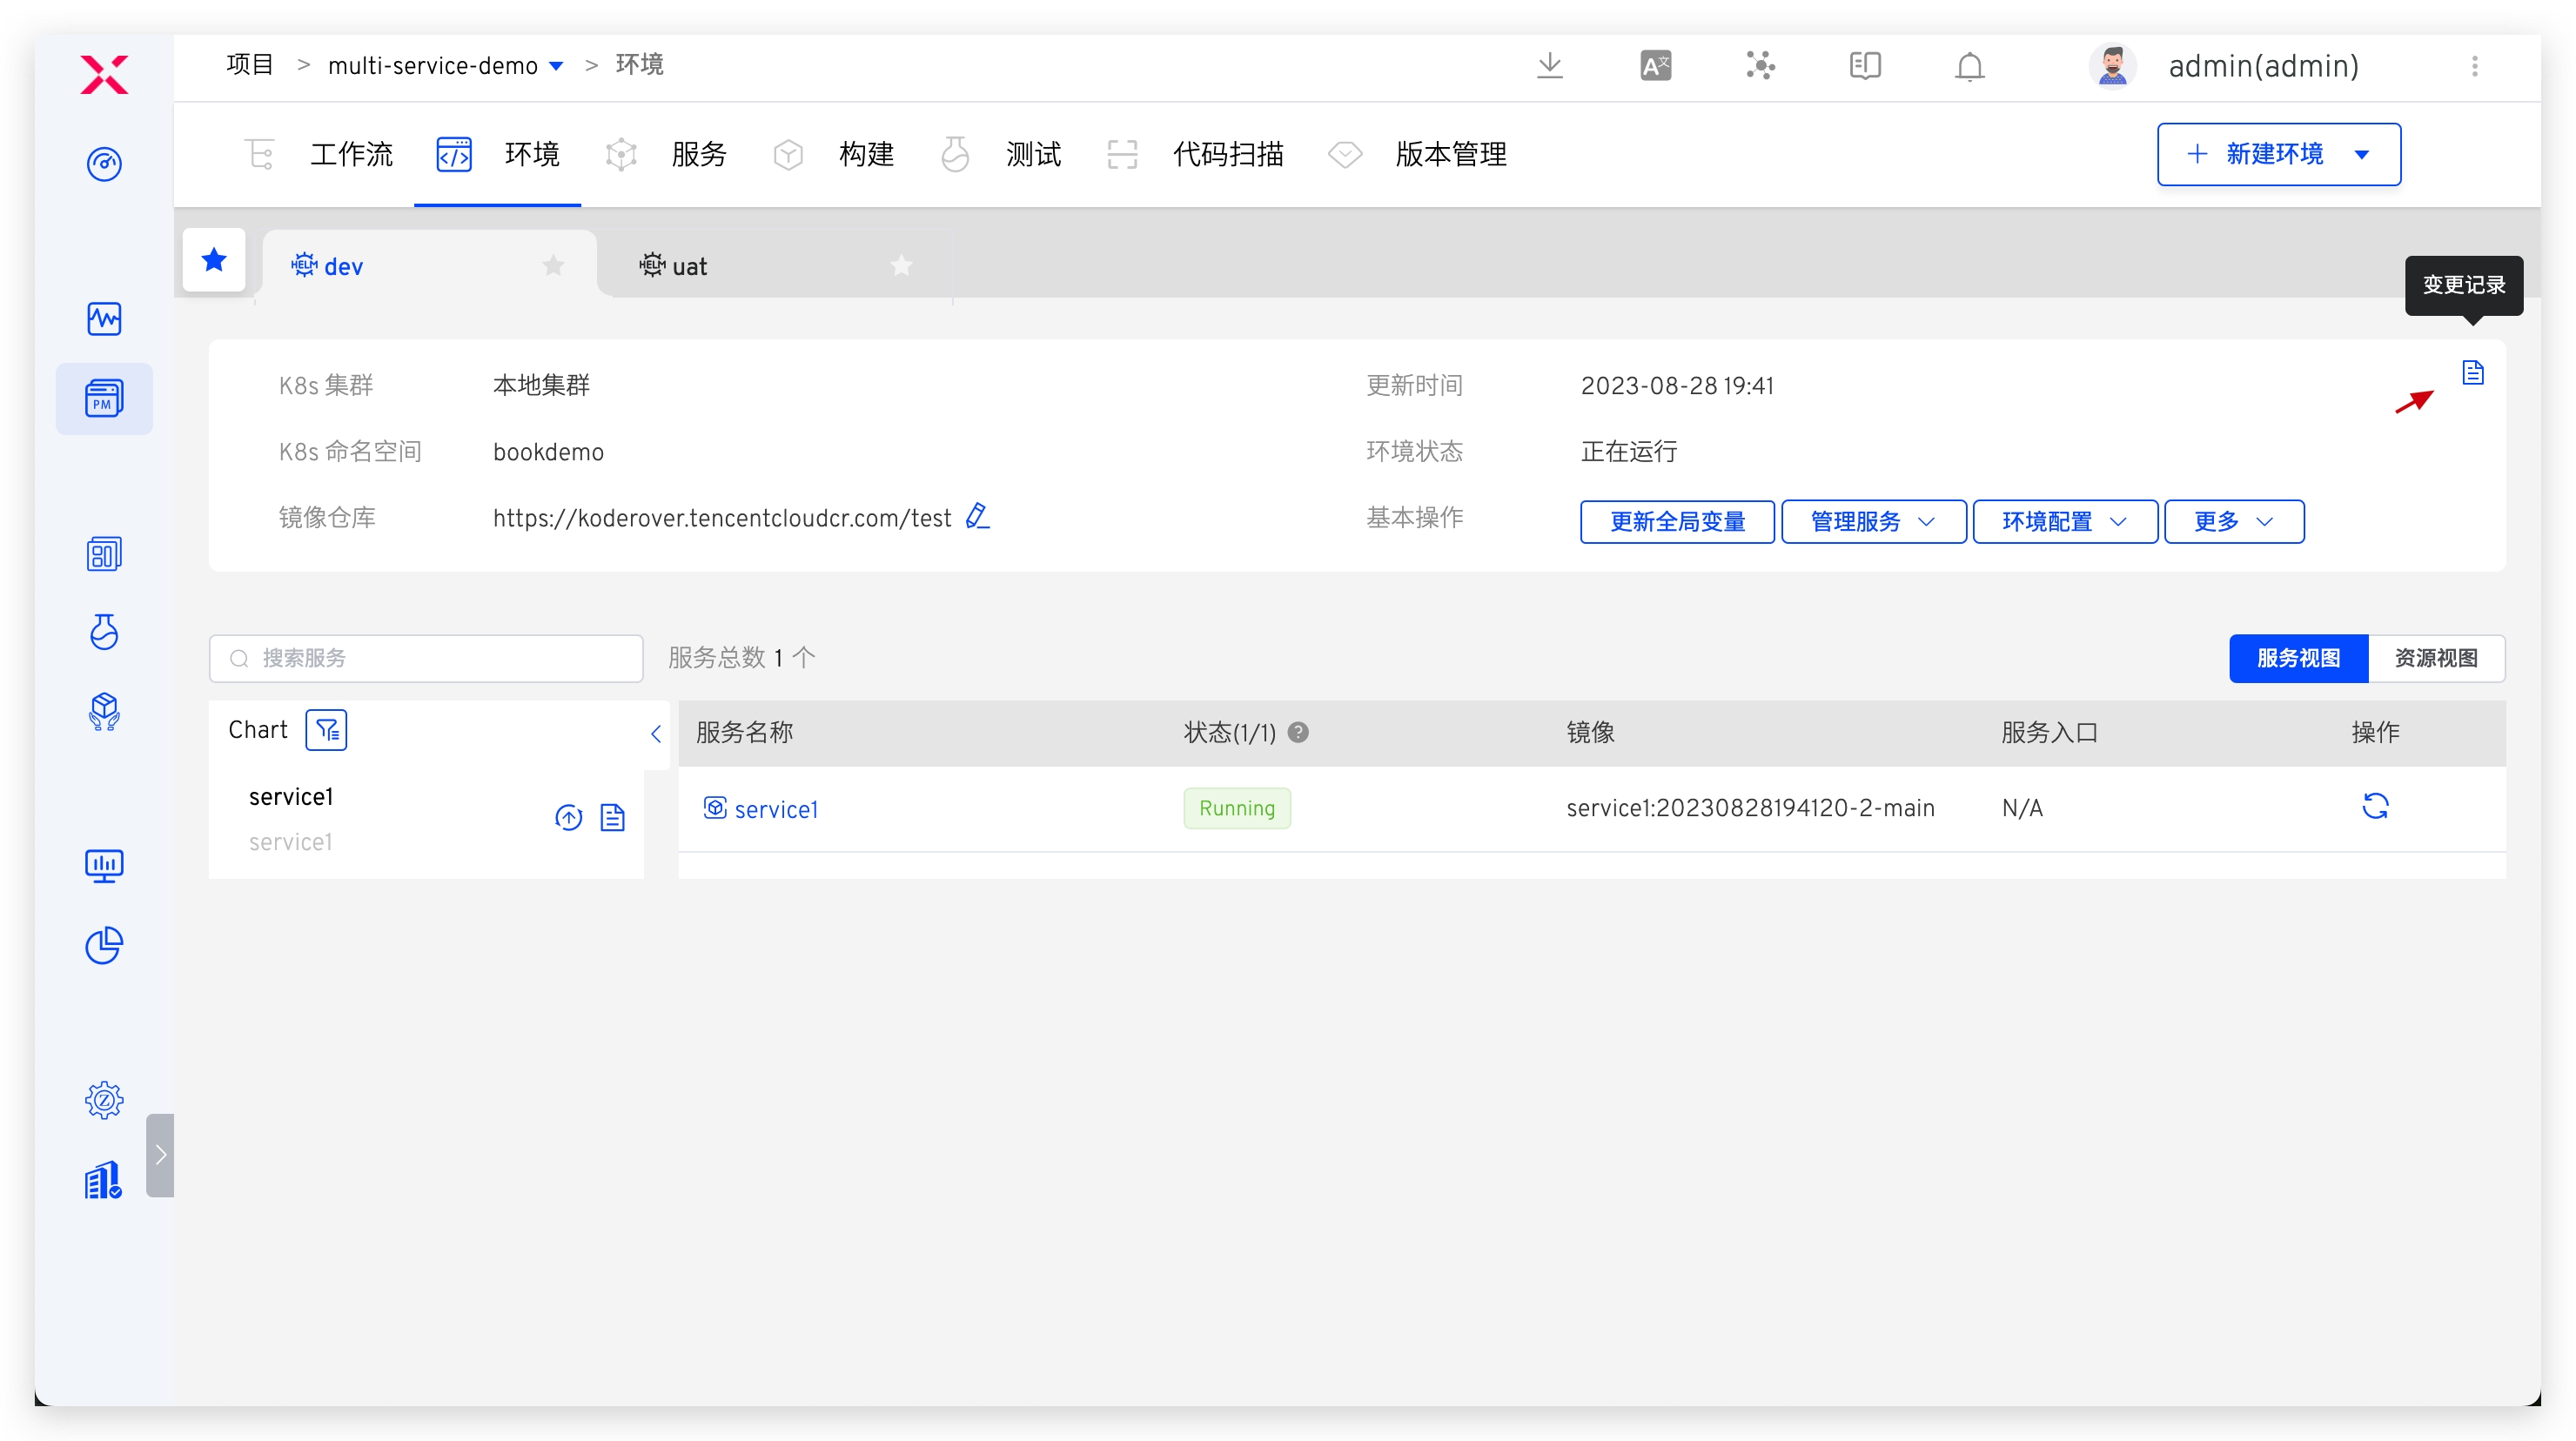 项目 > multi-service-demo > 环境
admin(admin)
工作流 环境 服务 构建 测试 代码扫描 版本管理
+ 新建环境
HELM dev
HELM uat
变更记录
K8s 集群 本地集群
更新时间 2023-08-28 19:41
K8s 命名空间 bookdemo
环境状态 正在运行
镜像仓库 https://koderover.tencentcloudcr.com/test
基本操作 更新全局变量 管理服务 环境配置 更多
PM
搜索服务 服务总数 1 个
服务视图 资源视图
Chart
服务名称 状态(1/1) ? 镜像 服务入口 操作
service1
service1
service1 Running service1:20230828194120-2-main N/A